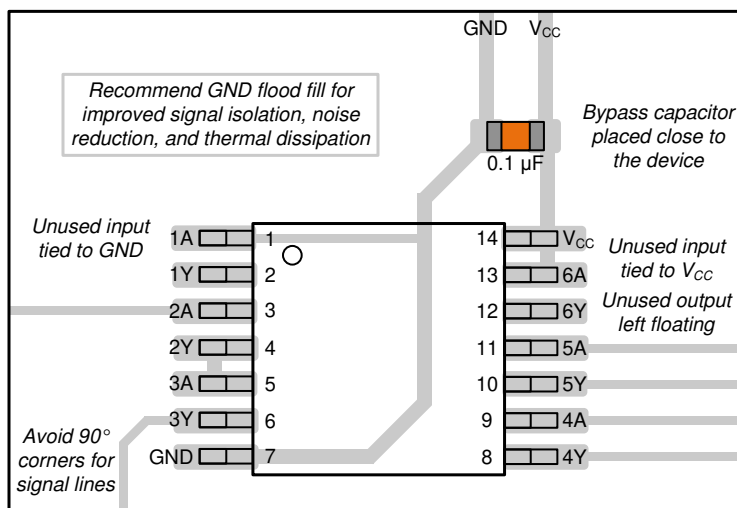 GND VCC
Recommend GND flood fill for
improved signal isolation, noise
reduction, and thermal dissipation
Bypass capacitor
placed close to
the device
0.1 µF
Unused input
tied to GND
1A 1 14 VCC
1Y 2 13 6A
2A 3 12 6Y
2Y 4 11 5A
3A 5 10 5Y
3Y 6 9 4A
GND 7 8 4Y
Unused input
tied to VCC
Unused output
left floating
Avoid 90°
corners for
signal lines